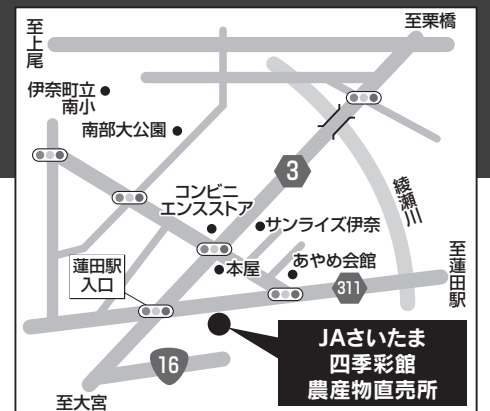 至上尾
至栗橋
伊奈町立
南小
南部大公園
3
綾瀬川
コンビニ
エンスストア
サンライズ伊奈
至蓮田駅
本屋
あやめ会館
蓮田駅
入口
311
JAさいたま
四季彩館
農産物直売所
16
至大宮